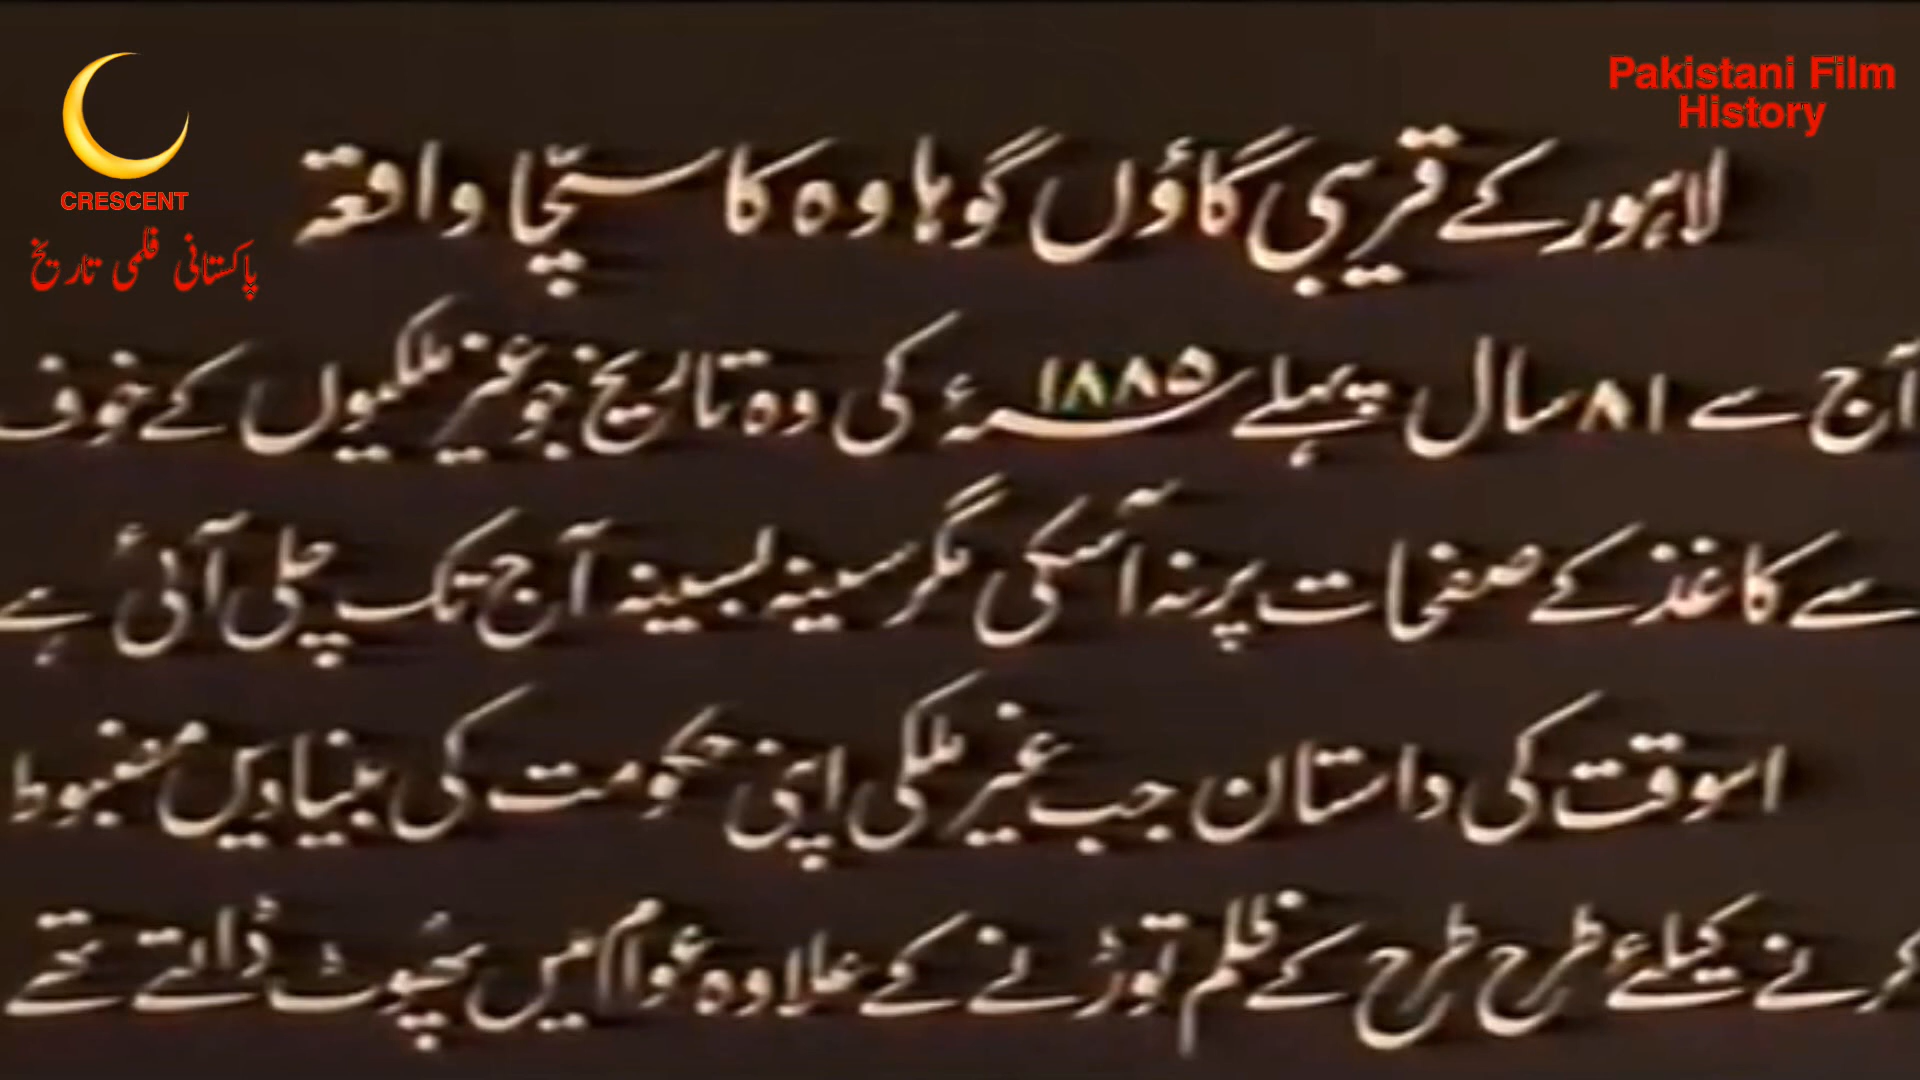 Pakistani Film
History
CRESCENT
پاکستانی فلمی تاریخ
لاہور کے قریبی گاؤں گوہاوہ کا سچّا واقعہ
آج سے ۸۱ سال پہلے ۱۸۸۵ء کی وہ تاریخ جو غیر ملکیوں کے خوف
سے کاغذ کے صفحات پر نہ آسکی مگر سینہ بسینہ آج تک چلی آئی ہے
اسوقت کی داستان جب غیر ملکی اپنی حکومت کی بنیادیں مضبوط
کرنے کیلئے طرح طرح کے ظلم توڑنے کے علاوہ عوام میں پھُوٹ ڈالتے تھے